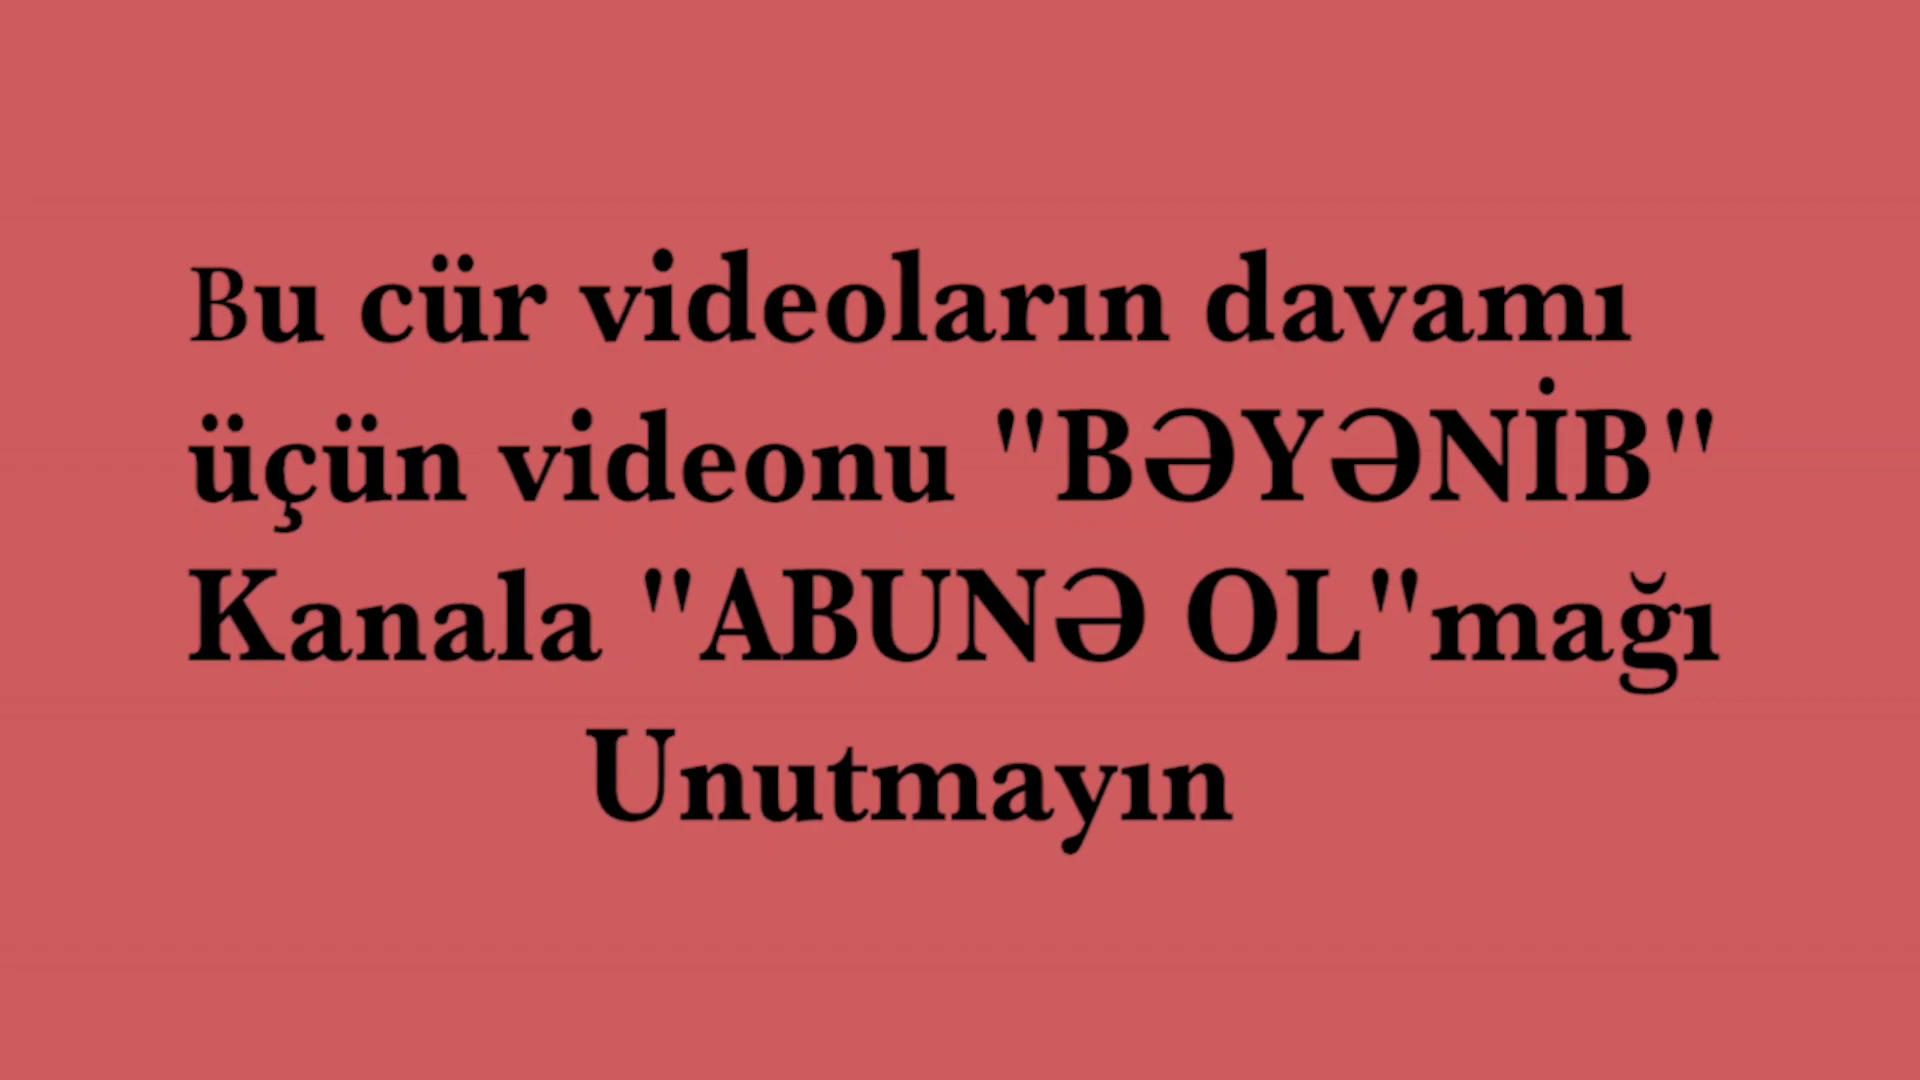 Bu cür videoların davamı
üçün videonu "BƏYƏNİB"
Kanala "ABUNƏ OL"mağı
Unutmayın